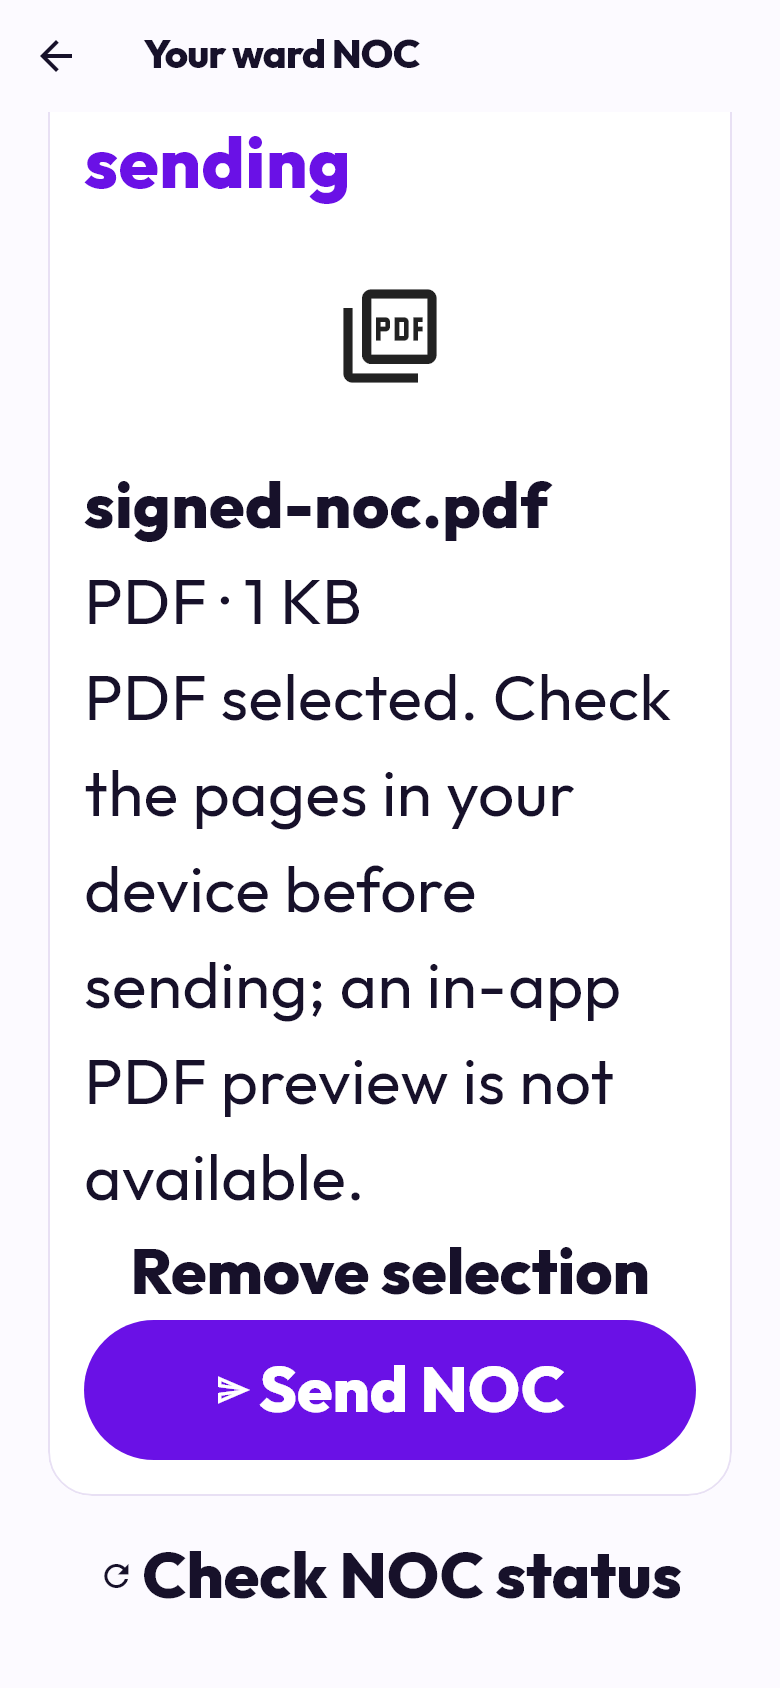 Your ward NOC
sending
PDF
signed-noc.pdf
PDF · 1 KB
PDF selected. Check
the pages in your
device before
sending; an in-app
PDF preview is not
available.
Remove selection
Send NOC
Check NOC status